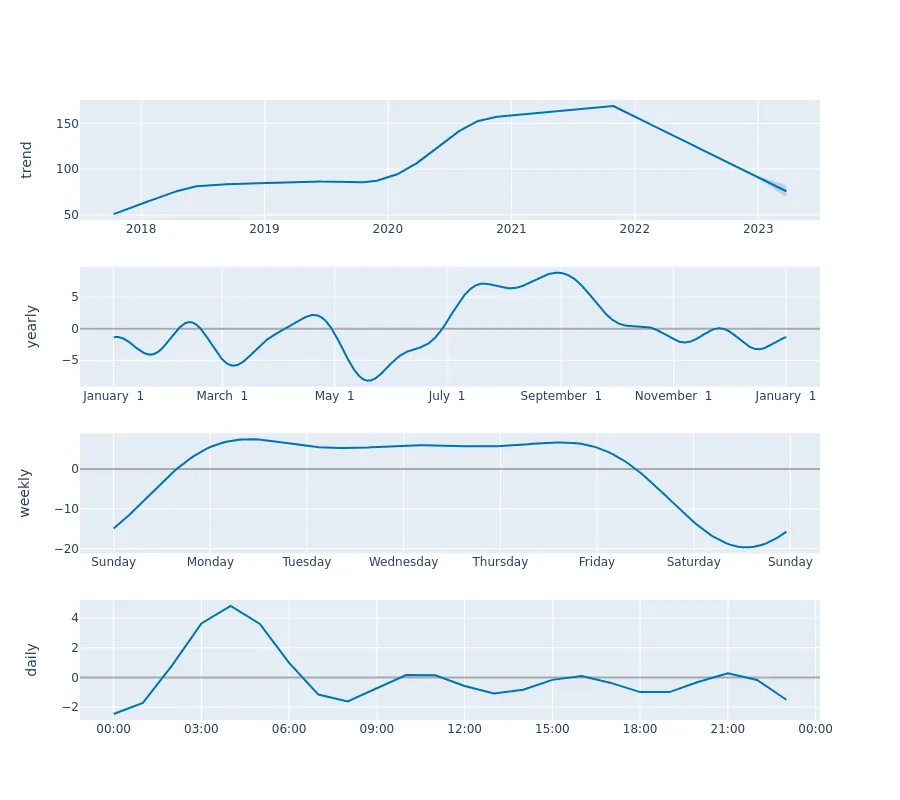 trend
150
100
50
2018 2019 2020 2021 2022 2023
yearly
5
0
−5
January 1 March 1 May 1 July 1 September 1 November 1 January 1
weekly
0
−10
−20
Sunday Monday Tuesday Wednesday Thursday Friday Saturday Sunday
daily
4
2
0
−2
00:00 03:00 06:00 09:00 12:00 15:00 18:00 21:00 00:00